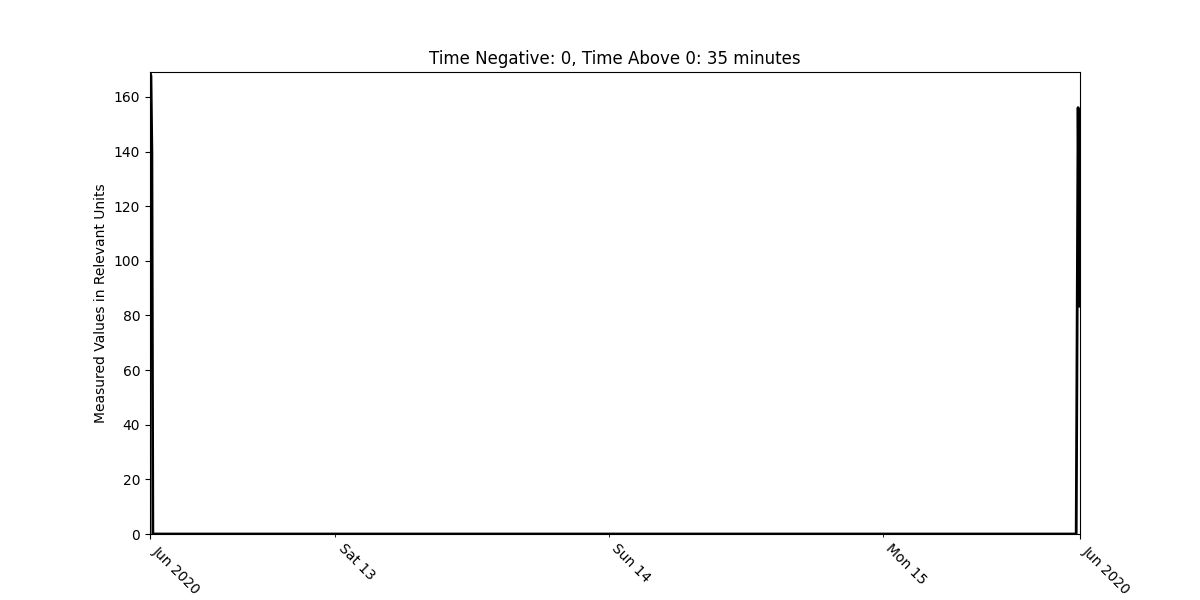 Time Negative: 0, Time Above 0: 35 minutes
Measured Values in Relevant Units
160
140
120
100
80
60
40
20
0
Jun 2020
Sat 13
Sun 14
Mon 15
Jun 2020